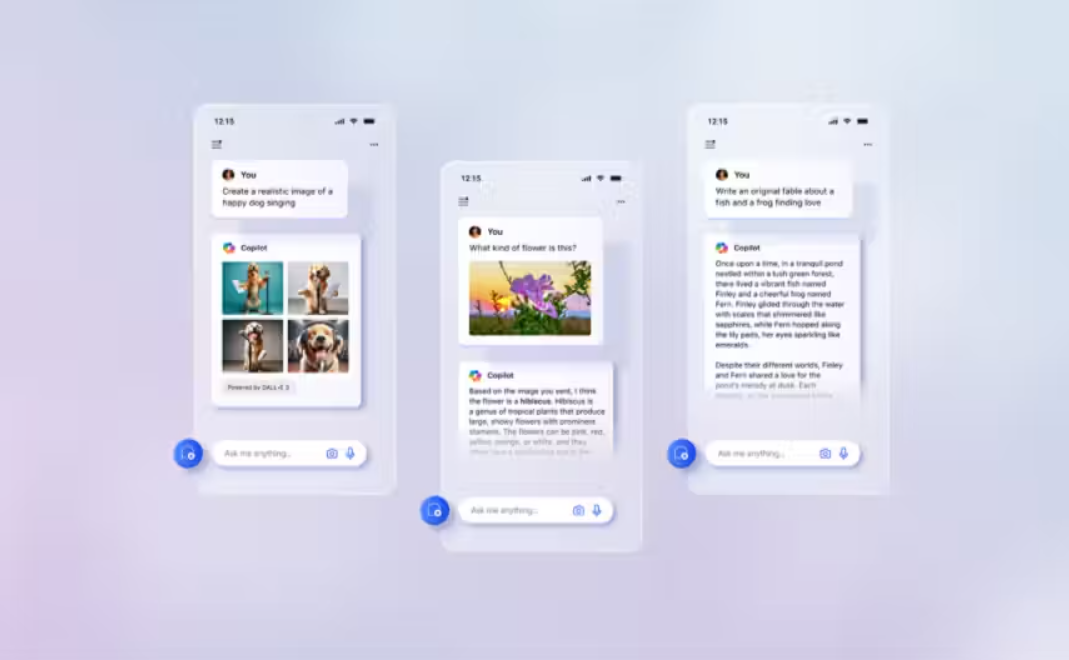 12:15
You
Create a realistic image of a
happy dog singing
Copilot
Powered by DALL·E 3
Ask me anything...
12:15
You
What kind of flower is this?
Copilot
Based on the image you sent, I think
the flower is a hibiscus. Hibiscus is
a genus of tropical plants that produce
large, showy flowers with prominent
stamens. The flowers can be pink, red,
yellow, orange, or white, and they
often have a
Ask me anything...
12:15
You
Write an original fable about a
fish and a frog finding love
Copilot
Once upon a time, in a tranquil pond
nestled within a lush green forest,
there lived a vibrant fish named
Finley and a cheerful frog named
Fern. Finley glided through the water
with scales that shimmered like
sapphires, while Fern hopped along
the lily pads, her eyes sparkling like
emeralds.
Despite their different worlds, Finley
and Fern shared a love for the
pond's melody at dusk. Each
Ask me anything...